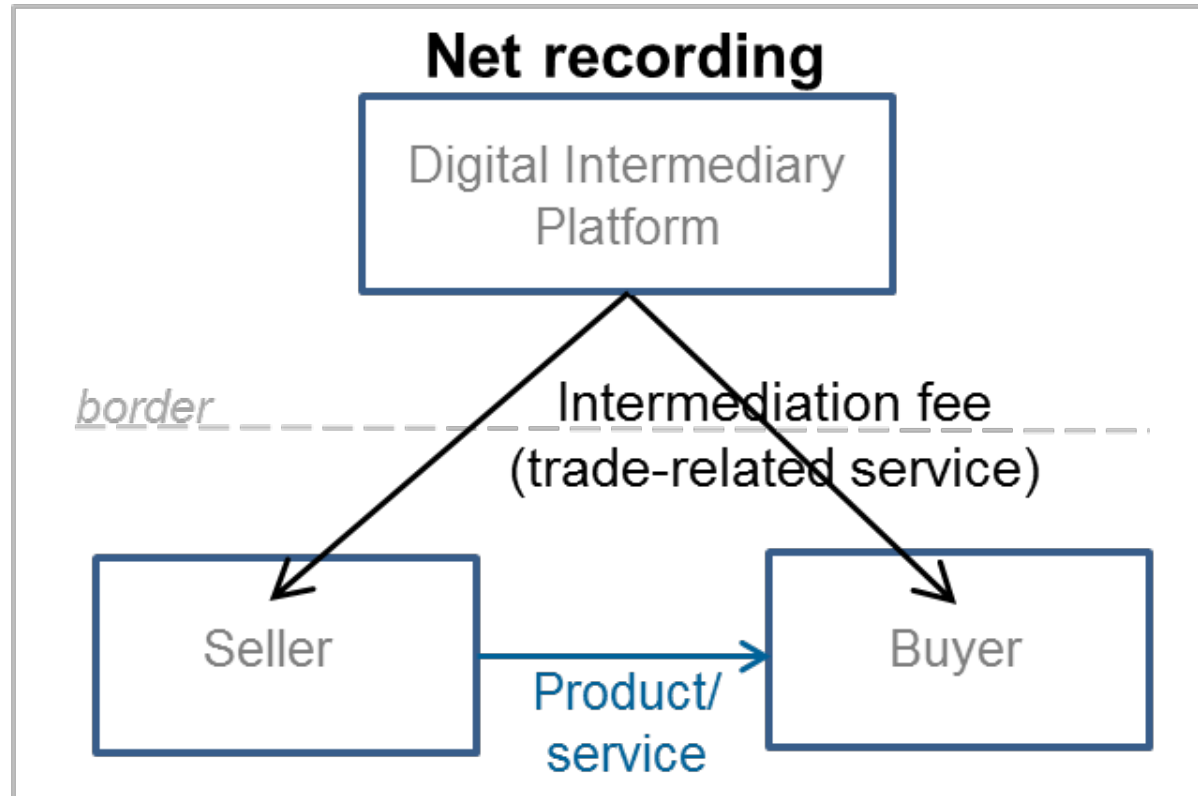 Net recording
Digital Intermediary
Platform
border
Intermediation fee
(trade-related service)
Seller
Buyer
Product/
service